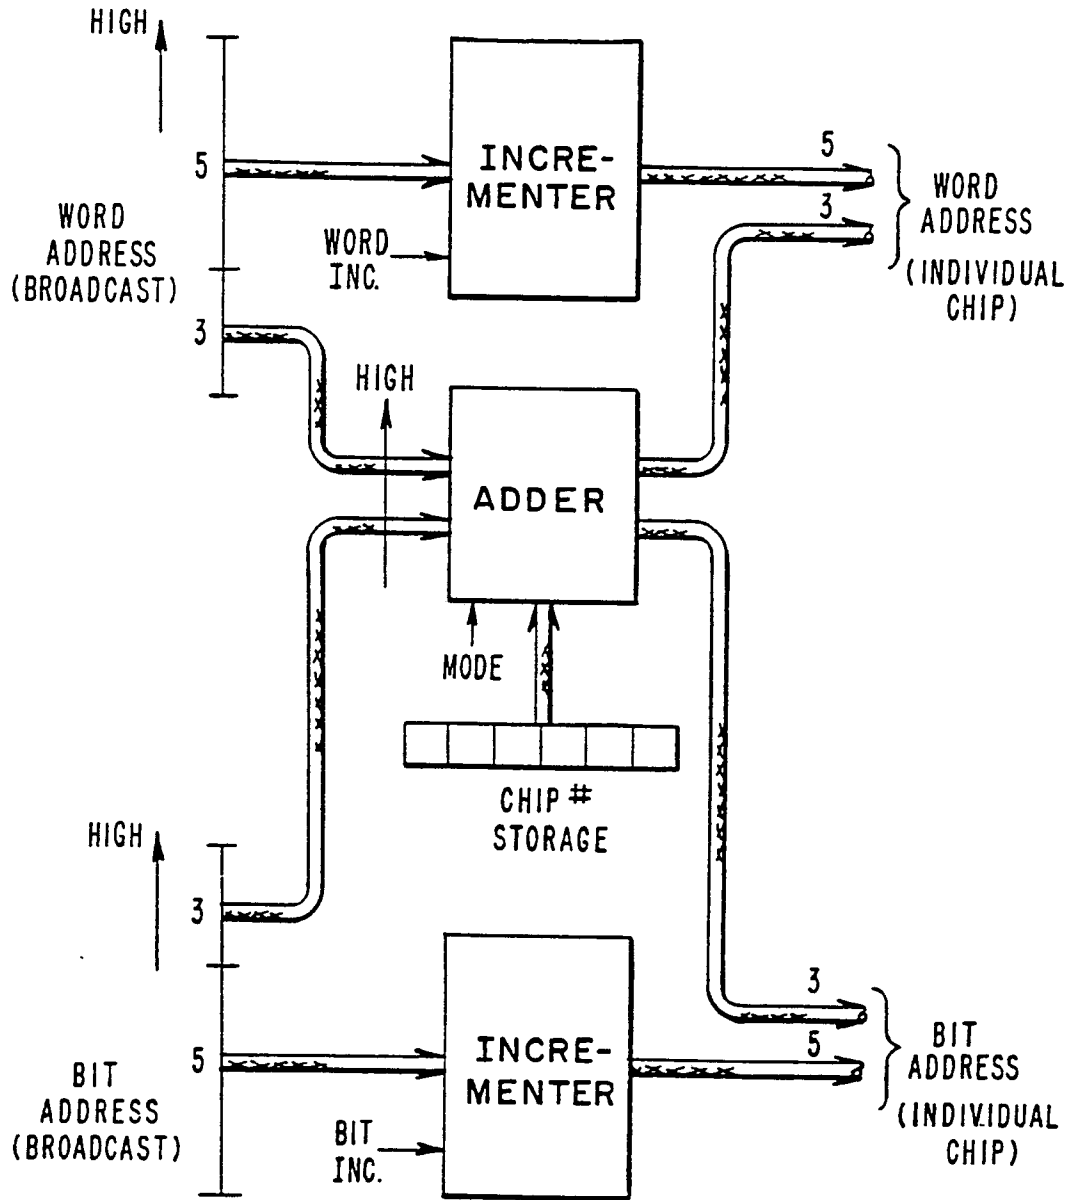 HIGH
5
WORD
ADDRESS
(BROADCAST)
3
INCRE-
MENTER
WORD
INC.
5
3
WORD
ADDRESS
(INDIVIDUAL
CHIP)
HIGH
ADDER
MODE
CHIP #
STORAGE
HIGH
3
5
BIT
ADDRESS
(BROADCAST)
INCRE-
MENTER
BIT
INC.
3
5
BIT
ADDRESS
(INDIVIDUAL
CHIP)